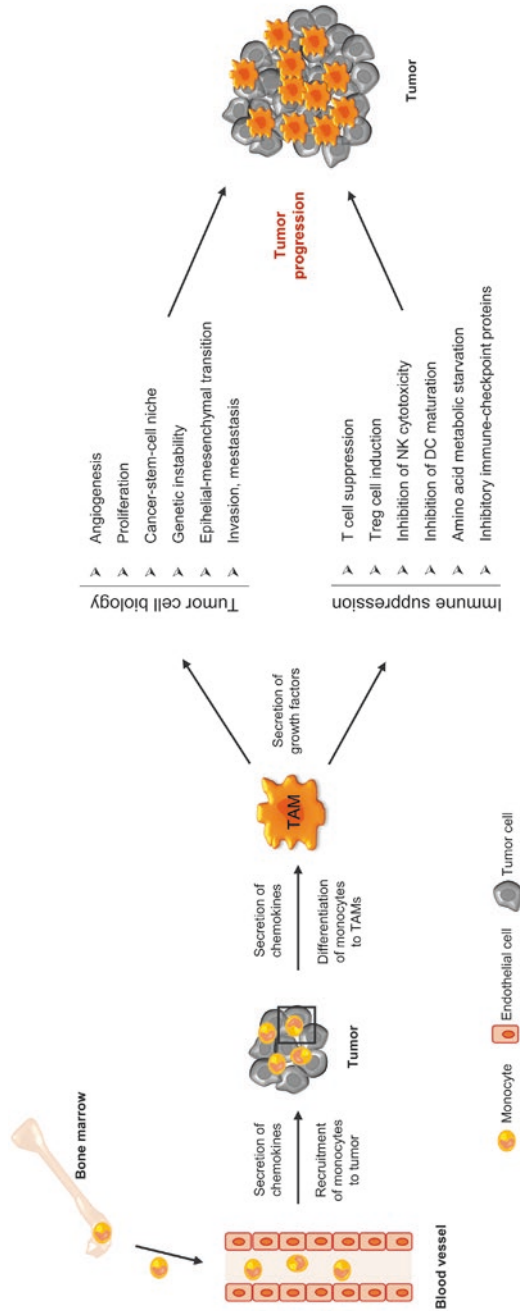 Bone marrow
Blood vessel
Secretion of
chemokines
Recruitment
of monocytes
to tumor
Tumor
Secretion of
chemokines
Differentiation
of monocytes
to TAMs
TAM
Secretion of
growth factors
Tumor cell biology
Angiogenesis
Proliferation
Cancer-stem-cell niche
Genetic instability
Epihelial-mesenchymal transition
Invasion, mestastasis
Immune suppression
T cell suppression
Treg cell induction
Inhibition of NK cytotoxicity
Inhibition of DC maturation
Amino acid metabolic starvation
Inhibitory immune-checkpoint proteins
Tumor
progression
Tumor
Monocyte
Endothelial cell
Tumor cell